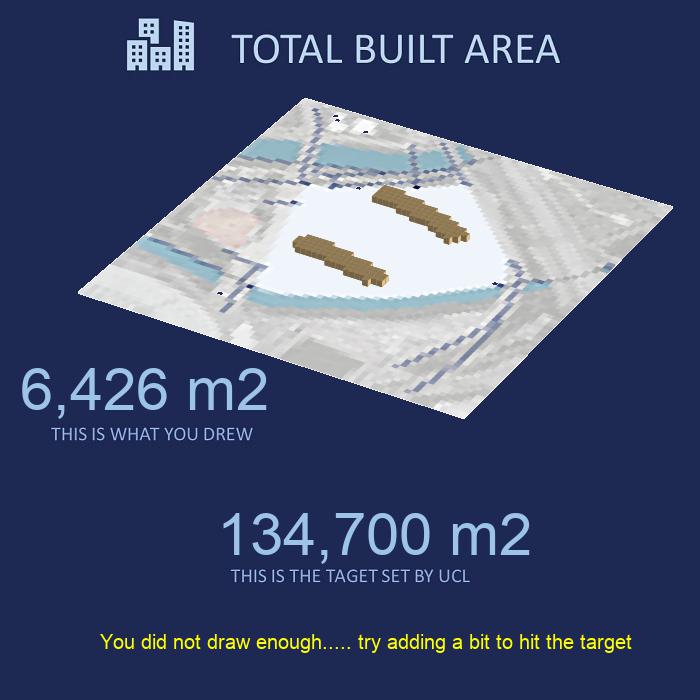 TOTAL BUILT AREA
6,426 m2
THIS IS WHAT YOU DREW
134,700 m2
THIS IS THE TAGET SET BY UCL
You did not draw enough..... try adding a bit to hit the target